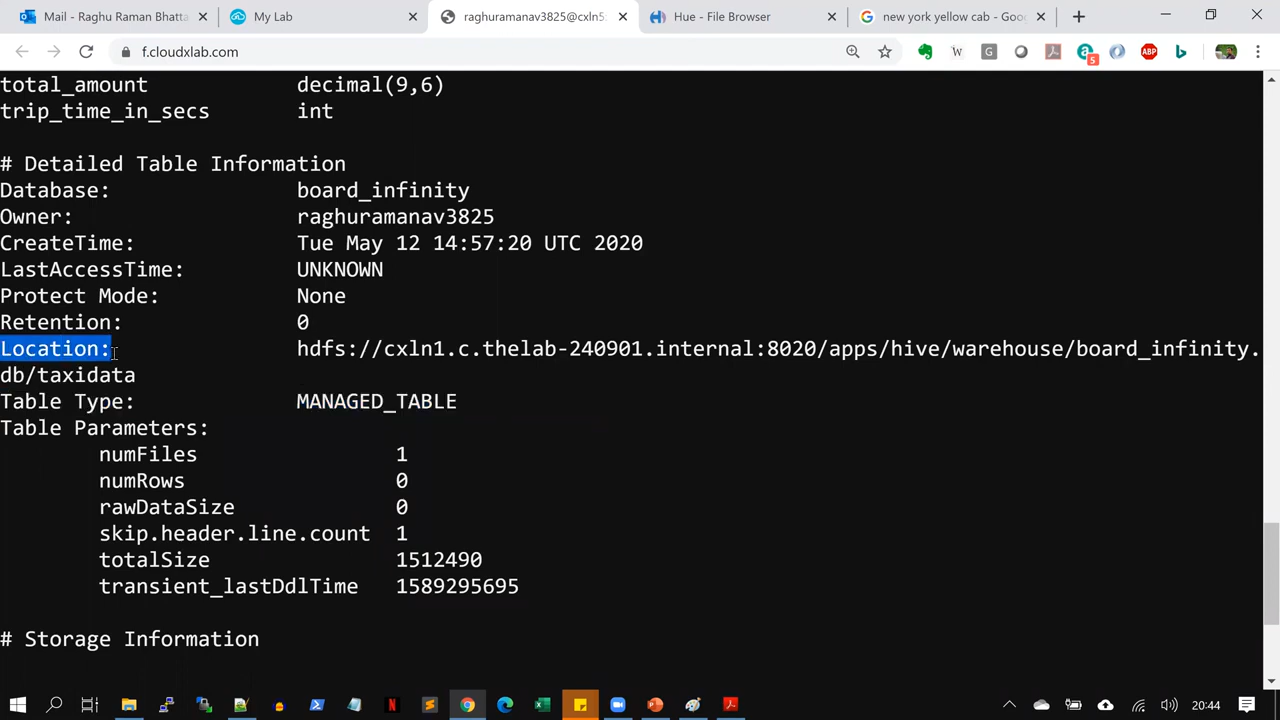 Mail - Raghu Raman Bhatta
My Lab
raghuramanav3825@cxln5
Hue - File Browser
new york yellow cab - Goo
f.cloudxlab.com
total_amount decimal(9,6)
trip_time_in_secs int
# Detailed Table Information
Database: board_infinity
Owner: raghuramanav3825
CreateTime: Tue May 12 14:57:20 UTC 2020
LastAccessTime: UNKNOWN
Protect Mode: None
Retention: 0
Location: hdfs://cxln1.c.thelab-240901.internal:8020/apps/hive/warehouse/board_infinity.
db/taxidata
Table Type: MANAGED_TABLE
Table Parameters:
numFiles 1
numRows 0
rawDataSize 0
skip.header.line.count 1
totalSize 1512490
transient_lastDdlTime 1589295695
# Storage Information
20:44